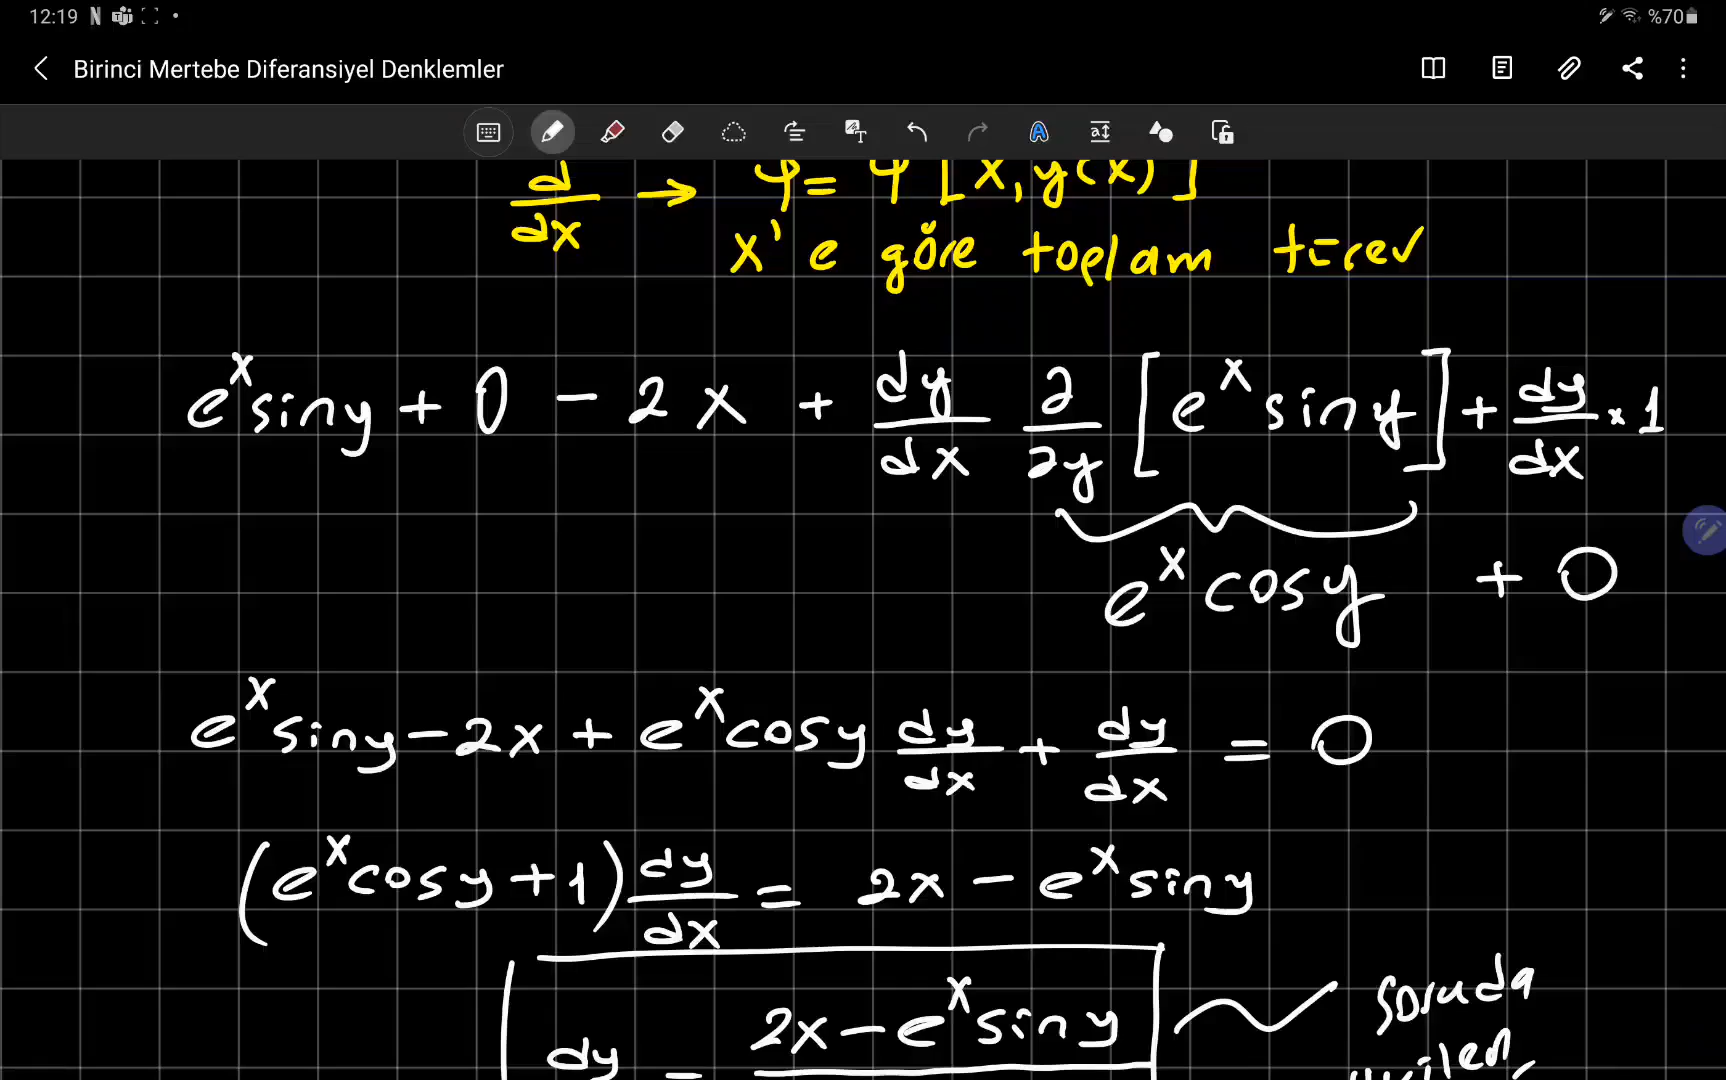 12:19 %70
Birinci Mertebe Diferansiyel Denklemler
d/dx → φ = φ [x, y(x)]
x'e göre toplam türev
e^x siny + 0 - 2x + dy/dx ∂/∂y [e^x siny] + dy/dx × 1
e^x cosy + 0
e^x siny - 2x + e^x cosy dy/dx + dy/dx = 0
(e^x cosy + 1) dy/dx = 2x - e^x siny
dy = 2x - e^x siny
soruda